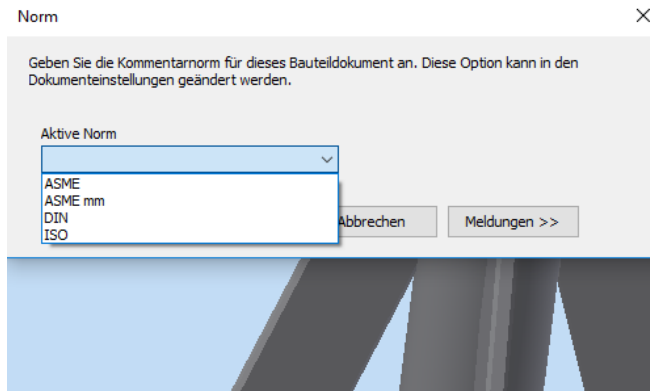 Norm
Geben Sie die Kommentarnorm für dieses Bauteildokument an. Diese Option kann in den
Dokumenteinstellungen geändert werden.
Aktive Norm
ASME
ASME mm
DIN
ISO
Abbrechen
Meldungen >>